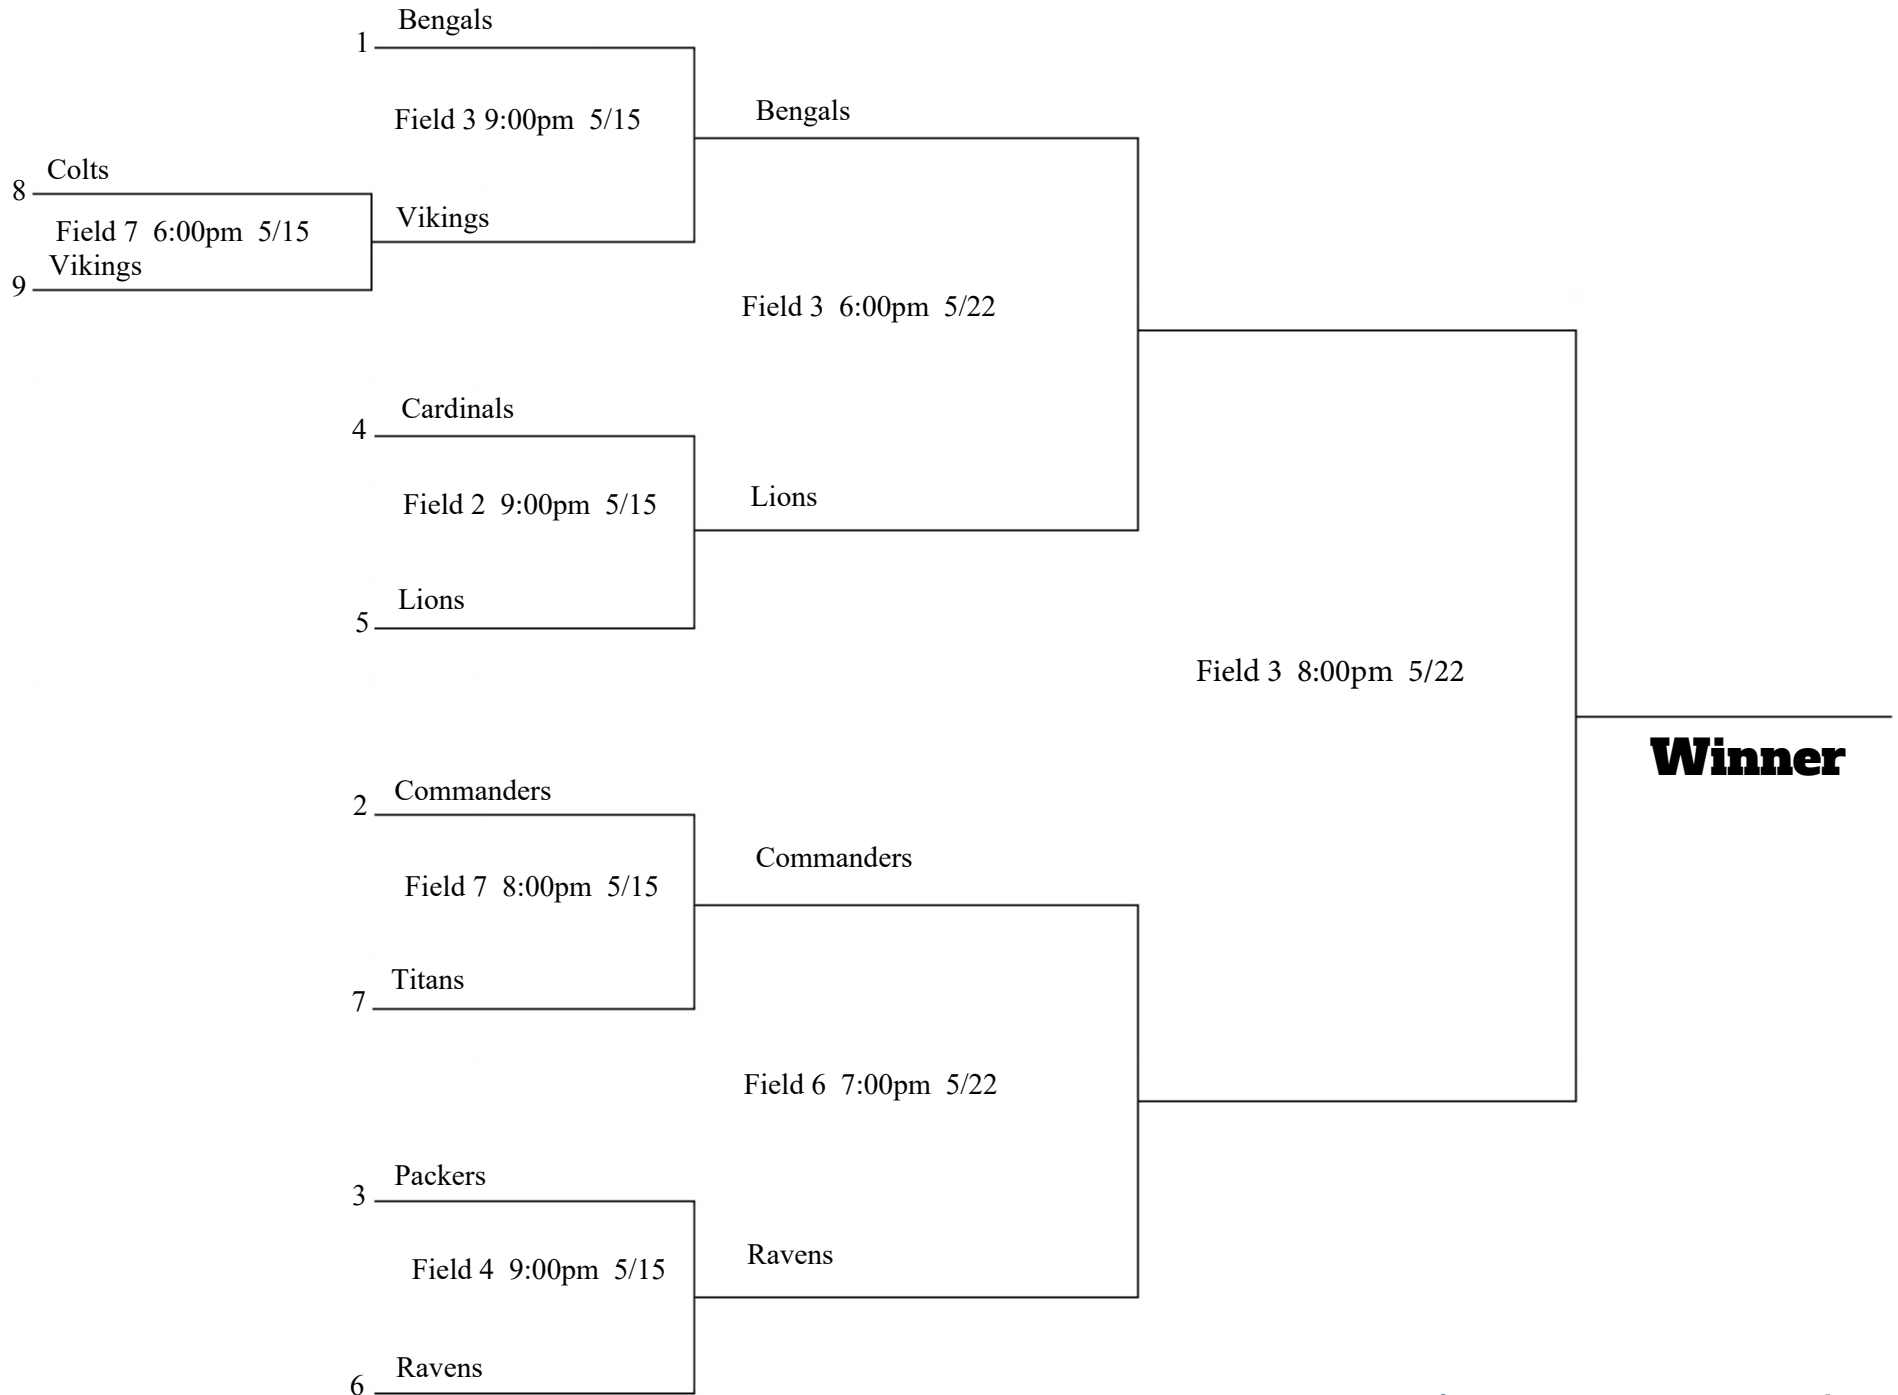 Bengals
1
Field 3 9:00pm 5/15
Bengals
Colts
8
Field 7 6:00pm 5/15
Vikings
Vikings
9
Field 3 6:00pm 5/22
Cardinals
4
Field 2 9:00pm 5/15
Lions
Lions
5
Field 3 8:00pm 5/22
Winner
Commanders
2
Commanders
Field 7 8:00pm 5/15
Titans
7
Field 6 7:00pm 5/22
Packers
3
Ravens
Field 4 9:00pm 5/15
Ravens
6